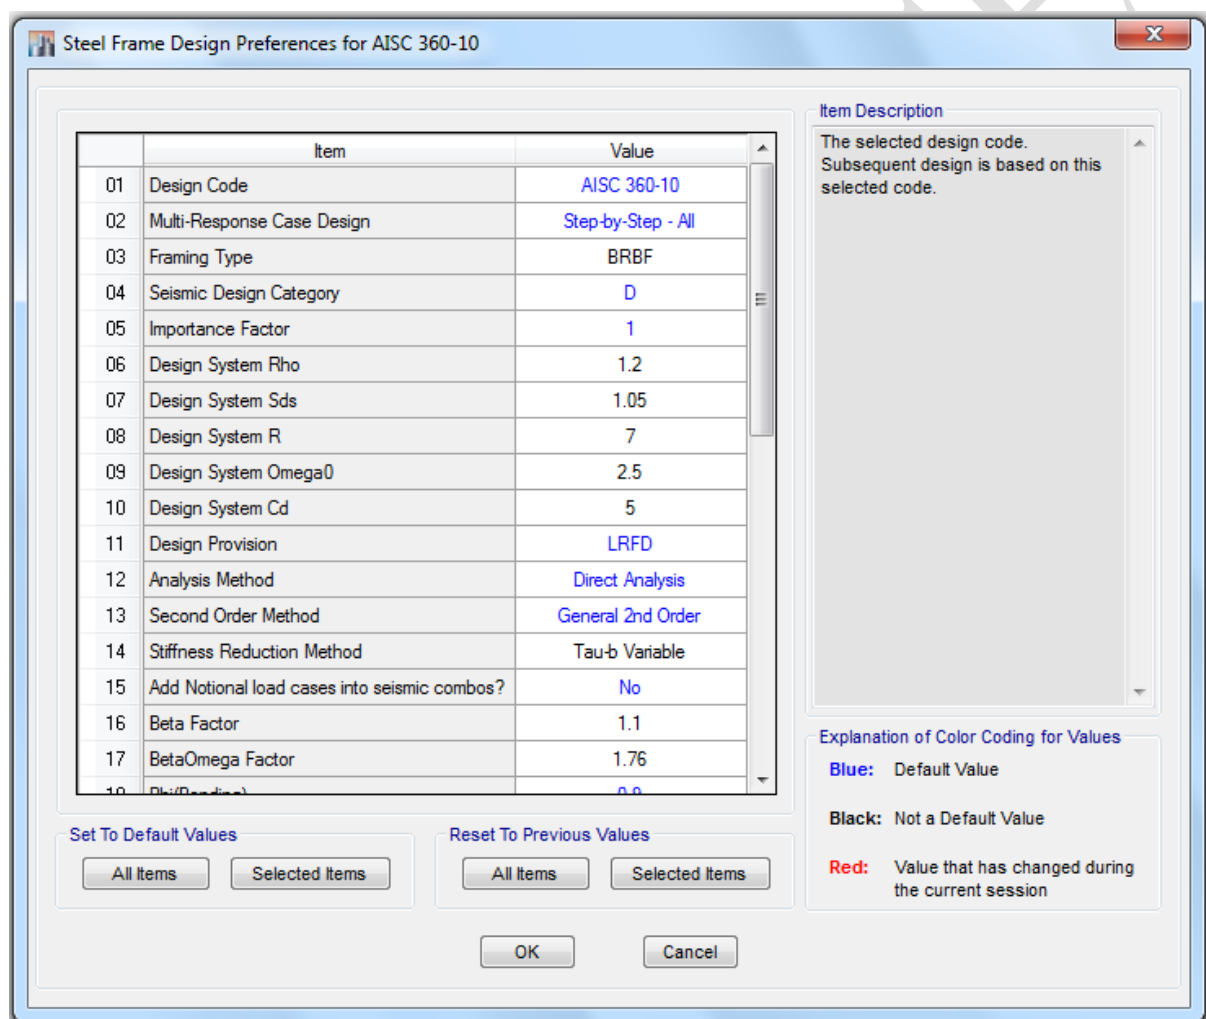 Steel Frame Design Preferences for AISC 360-10
Item Value
01 Design Code AISC 360-10
02 Multi-Response Case Design Step-by-Step - All
03 Framing Type BRBF
04 Seismic Design Category D
05 Importance Factor 1
06 Design System Rho 1.2
07 Design System Sds 1.05
08 Design System R 7
09 Design System Omega0 2.5
10 Design System Cd 5
11 Design Provision LRFD
12 Analysis Method Direct Analysis
13 Second Order Method General 2nd Order
14 Stiffness Reduction Method Tau-b Variable
15 Add Notional load cases into seismic combos? No
16 Beta Factor 1.1
17 BetaOmega Factor 1.76
18 Phi(Bending) 0.9
Item Description
The selected design code.
Subsequent design is based on this
selected code.
Explanation of Color Coding for Values
Blue: Default Value
Black: Not a Default Value
Red: Value that has changed during
the current session
Set To Default Values
All Items Selected Items
Reset To Previous Values
All Items Selected Items
OK Cancel